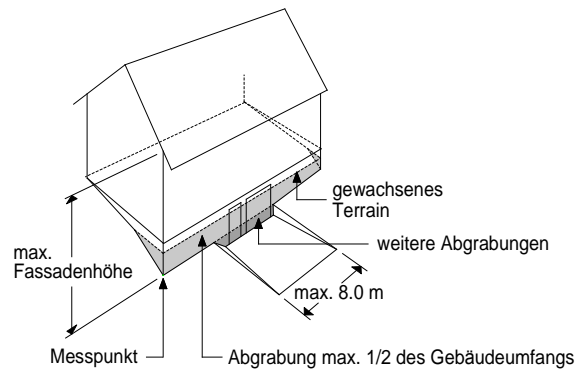 gewachsenes
Terrain
weitere Abgrabungen
max.
Fassadenhöhe
max. 8.0 m
Messpunkt
Abgrabung max. 1/2 des Gebäudeumfangs